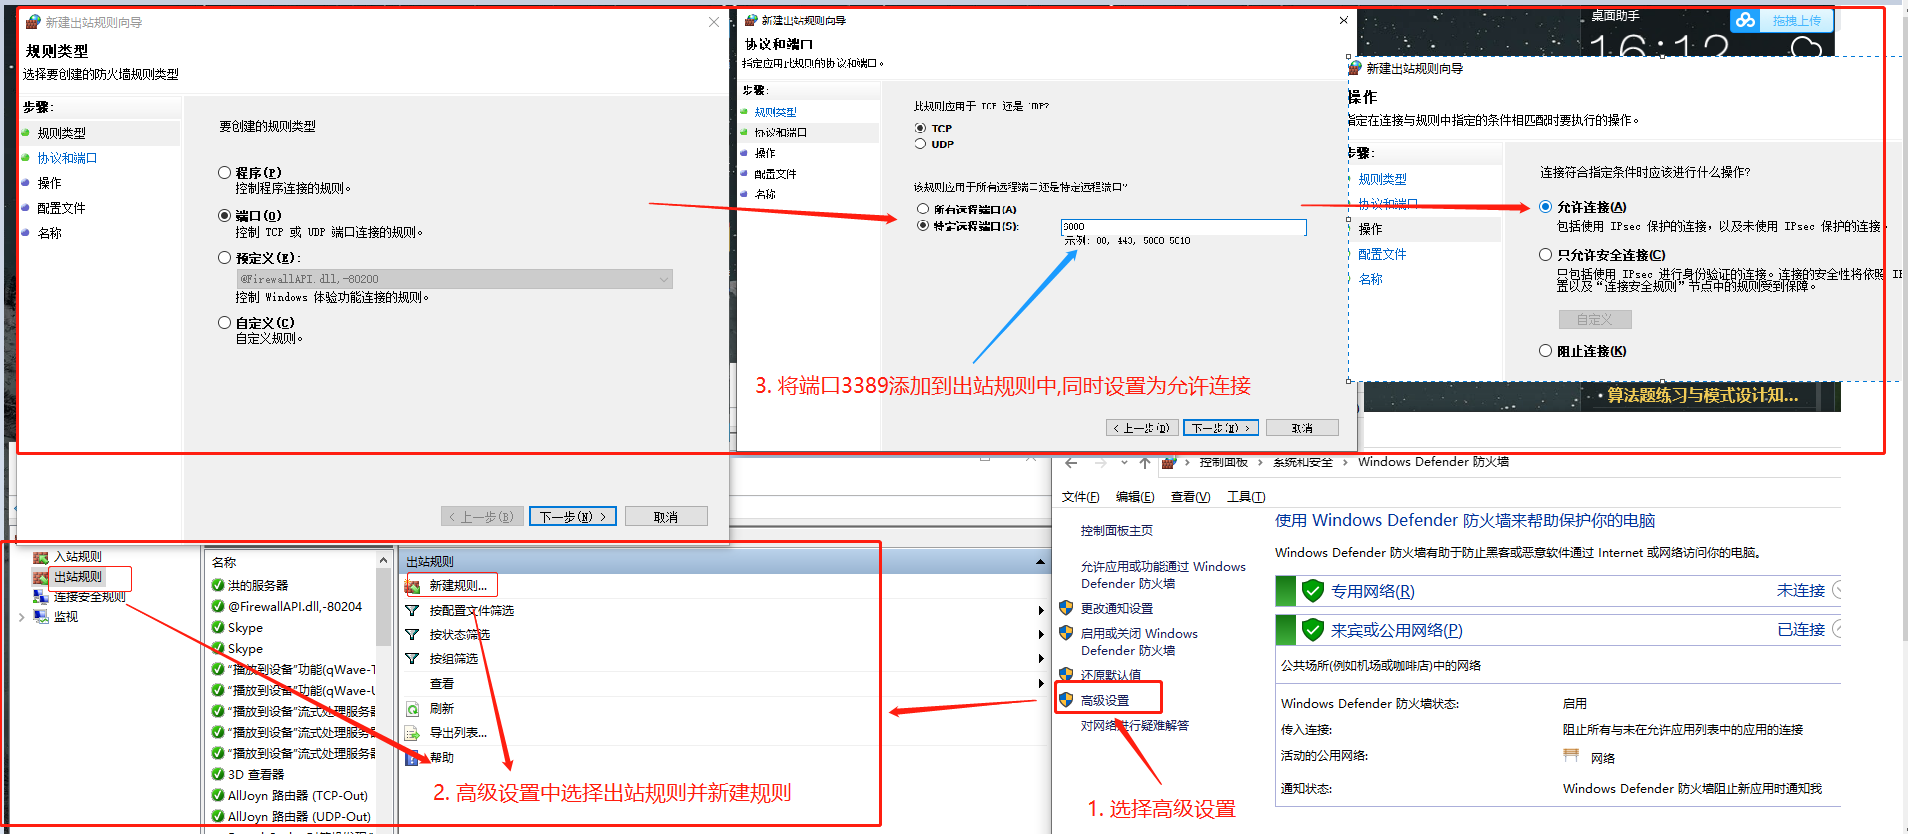 新建出站规则向导
规则类型
选择要创建的防火墙规则类型
步骤:
规则类型
协议和端口
操作
配置文件
名称
要创建的规则类型
程序(P)
控制程序连接的规则。
端口(O)
控制 TCP 或 UDP 端口连接的规则。
预定义(E):
@FirewallAPI.dll,-80200
控制 Windows 体验功能连接的规则。
自定义(C)
自定义规则。
< 上一步(B)
下一步(N) >
取消
新建出站规则向导
协议和端口
指定应用此规则的协议和端口。
步骤:
规则类型
协议和端口
操作
配置文件
名称
此规则应用于 TCP 还是 UDP?
TCP
UDP
该规则应用于所有远程端口还是特定远程端口?
所有远程端口(A)
特定远程端口(S):
示例: 80, 443, 5000-5010
3. 将端口3389添加到出站规则中,同时设置为允许连接
下一步(N) >
取消
桌面助手
拖拽上传
16:12
新建出站规则向导
操作
指定在连接与规则中指定的条件相匹配时要执行的操作。
步骤:
规则类型
协议和端口
操作
配置文件
名称
连接符合指定条件时应该进行什么操作?
允许连接(A)
包括使用 IPsec 保护的连接，以及未使用 IPsec 保护的连接。
只允许安全连接(C)
只包括使用 IPsec 进行身份验证的连接。连接的安全性将依照 IP
置以及“连接安全规则”节点中的规则受到保障。
自定义
阻止连接(K)
· 算法题练习与模式设计知...
入站规则
出站规则
连接安全规则
监视
名称
洪的服务器
@FirewallAPI.dll,-80204
Skype
Skype
“播放到设备”功能(qWave-T
“播放到设备”功能(qWave-U
“播放到设备”流式处理服务器
“播放到设备”流式处理服务器
“播放到设备”流式处理服务器
3D 查看器
AllJoyn 路由器 (TCP-Out)
AllJoyn 路由器 (UDP-Out)
出站规则
新建规则...
按配置文件筛选
按状态筛选
按组筛选
查看
刷新
导出列表...
帮助
2. 高级设置中选择出站规则并新建规则
控制面板 > 系统和安全 > Windows Defender 防火墙
文件(F) 编辑(E) 查看(V) 工具(T)
控制面板主页
允许应用或功能通过 Windows
Defender 防火墙
更改通知设置
启用或关闭 Windows
Defender 防火墙
还原默认值
高级设置
对网络进行疑难解答
1. 选择高级设置
使用 Windows Defender 防火墙来帮助保护你的电脑
Windows Defender 防火墙有助于防止黑客或恶意软件通过 Internet 或网络访问你的电脑。
专用网络(R) 未连接
来宾或公用网络(P) 已连接
公共场所(例如机场或咖啡店)中的网络
Windows Defender 防火墙状态: 启用
传入连接: 阻止所有与未在允许应用列表中的应用的连接
活动的公用网络: 网络
通知状态: Windows Defender 防火墙阻止新应用时通知我